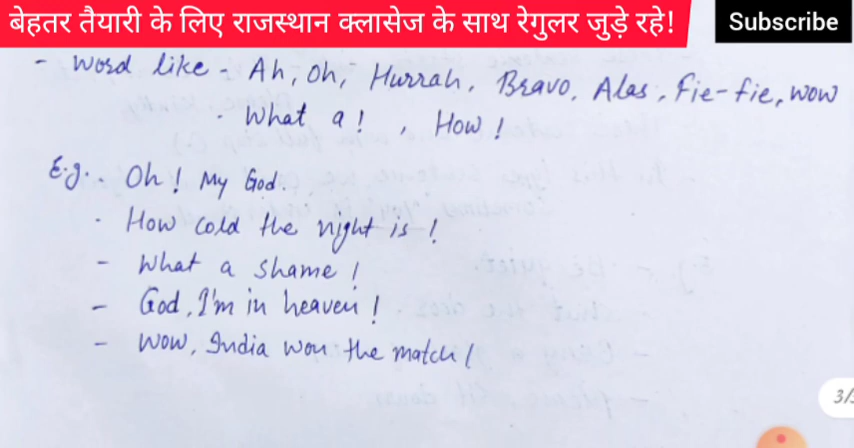 बेहतर तैयारी के लिए राजस्थान क्लासेज के साथ रेगुलर जुड़े रहे!
Subscribe
- Word like - Ah, Oh, Hurrah, Bravo, Alas, fie-fie, wow
- What a! , How!
E.g. - Oh! My God.
- How cold the night is!
- What a shame!
- God, I'm in heaven!
- Wow, India won the match!
3/